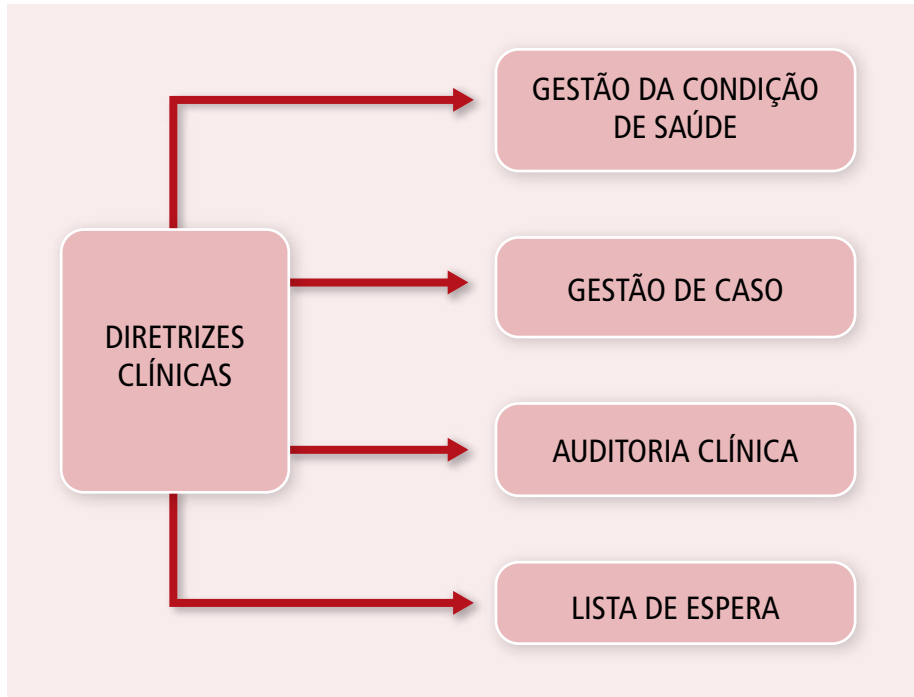 GESTÃO DA CONDIÇÃO
DE SAÚDE
GESTÃO DE CASO
DIRETRIZES
CLÍNICAS
AUDITORIA CLÍNICA
LISTA DE ESPERA